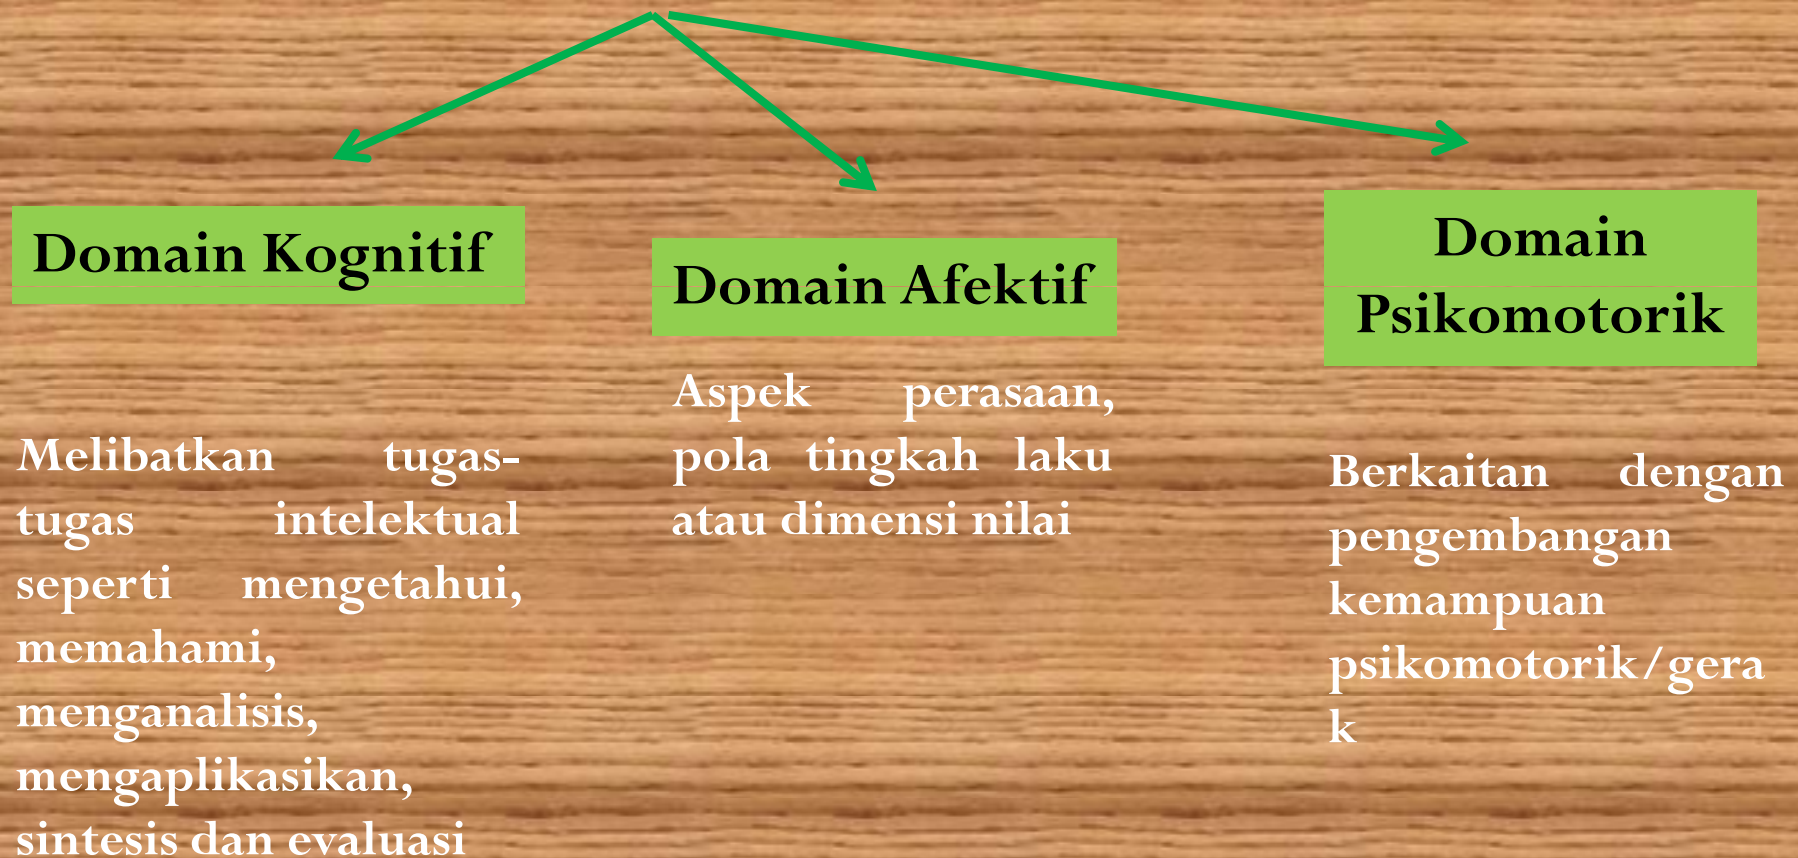 Domain Kognitif
Melibatkan tugas-
tugas intelektual
seperti mengetahui,
memahami,
menganalisis,
mengaplikasikan,
sintesis dan evaluasi
Domain Afektif
Aspek perasaan,
pola tingkah laku
atau dimensi nilai
Domain
Psikomotorik
Berkaitan dengan
pengembangan
kemampuan
psikomotorik/gera
k